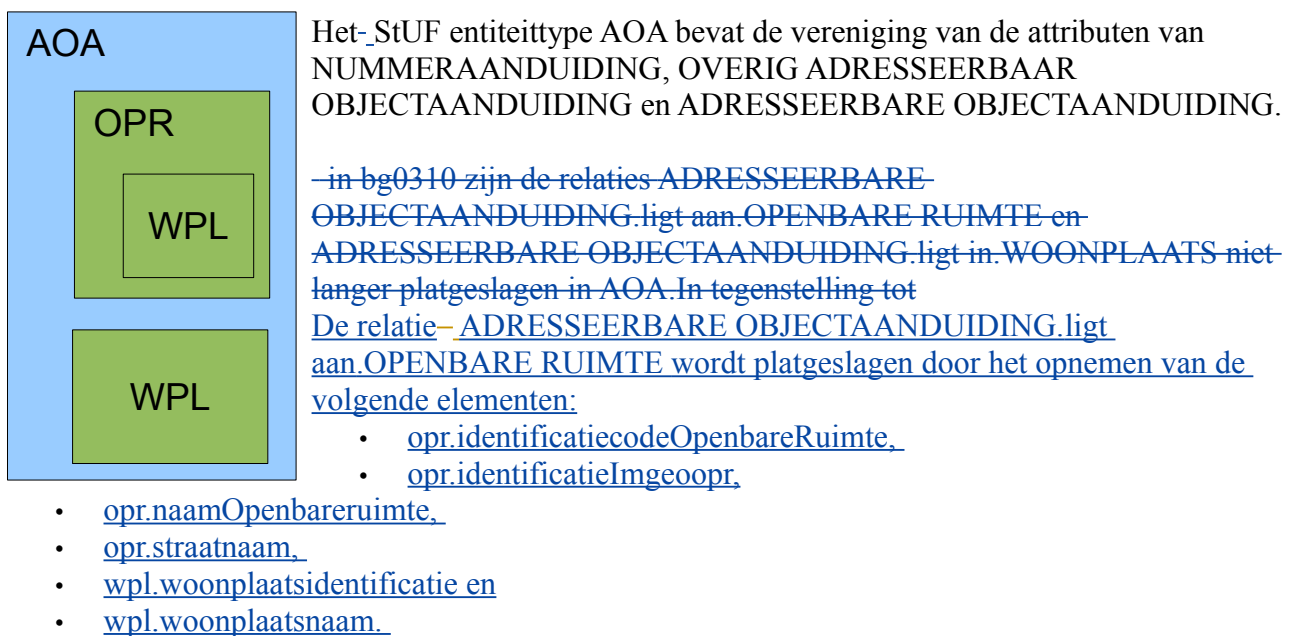 AOA
OPR
WPL
WPL
Het- StUF entiteittype AOA bevat de vereniging van de attributen van
NUMMERAANDUIDING, OVERIG ADRESSEERBAAR
OBJECTAANDUIDING en ADRESSEERBARE OBJECTAANDUIDING.
- in bg0310 zijn de relaties ADRESSEERBARE
OBJECTAANDUIDING.ligt aan.OPENBARE RUIMTE en
ADRESSEERBARE OBJECTAANDUIDING.ligt in.WOONPLAATS niet
langer platgeslagen in AOA.In tegenstelling tot
De relatie- ADRESSEERBARE OBJECTAANDUIDING.ligt
aan.OPENBARE RUIMTE wordt platgeslagen door het opnemen van de
volgende elementen:
• opr.identificatiecodeOpenbareRuimte,
• opr.identificatieImgeoopr,
• opr.naamOpenbareruimte,
• opr.straatnaam,
• wpl.woonplaatsidentificatie en
• wpl.woonplaatsnaam.